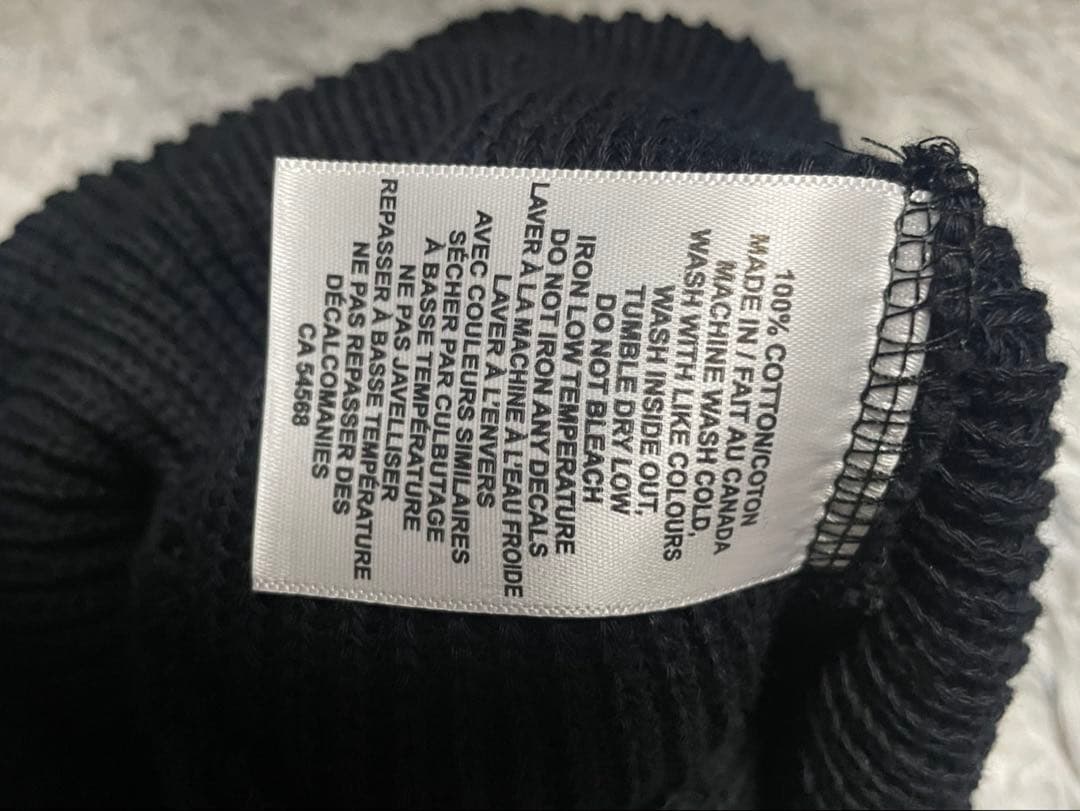 100% COTTON/COTON
MADE IN / FAIT AU CANADA
MACHINE WASH COLD,
WASH WITH LIKE COLOURS
WASH INSIDE OUT,
TUMBLE DRY LOW
DO NOT BLEACH
IRON LOW TEMPERATURE
DO NOT IRON ANY DECALS
LAVER À LA MACHINE À L'EAU FROIDE
LAVER À L'ENVERS
AVEC COULEURS SIMILAIRES
SÉCHER PAR CULBUTAGE
À BASSE TEMPÉRATURE
NE PAS JAVELLISER
REPASSER À BASSE TEMPÉRATURE
NE PAS REPASSER DES
DÉCALCOMANIES
CA 54568